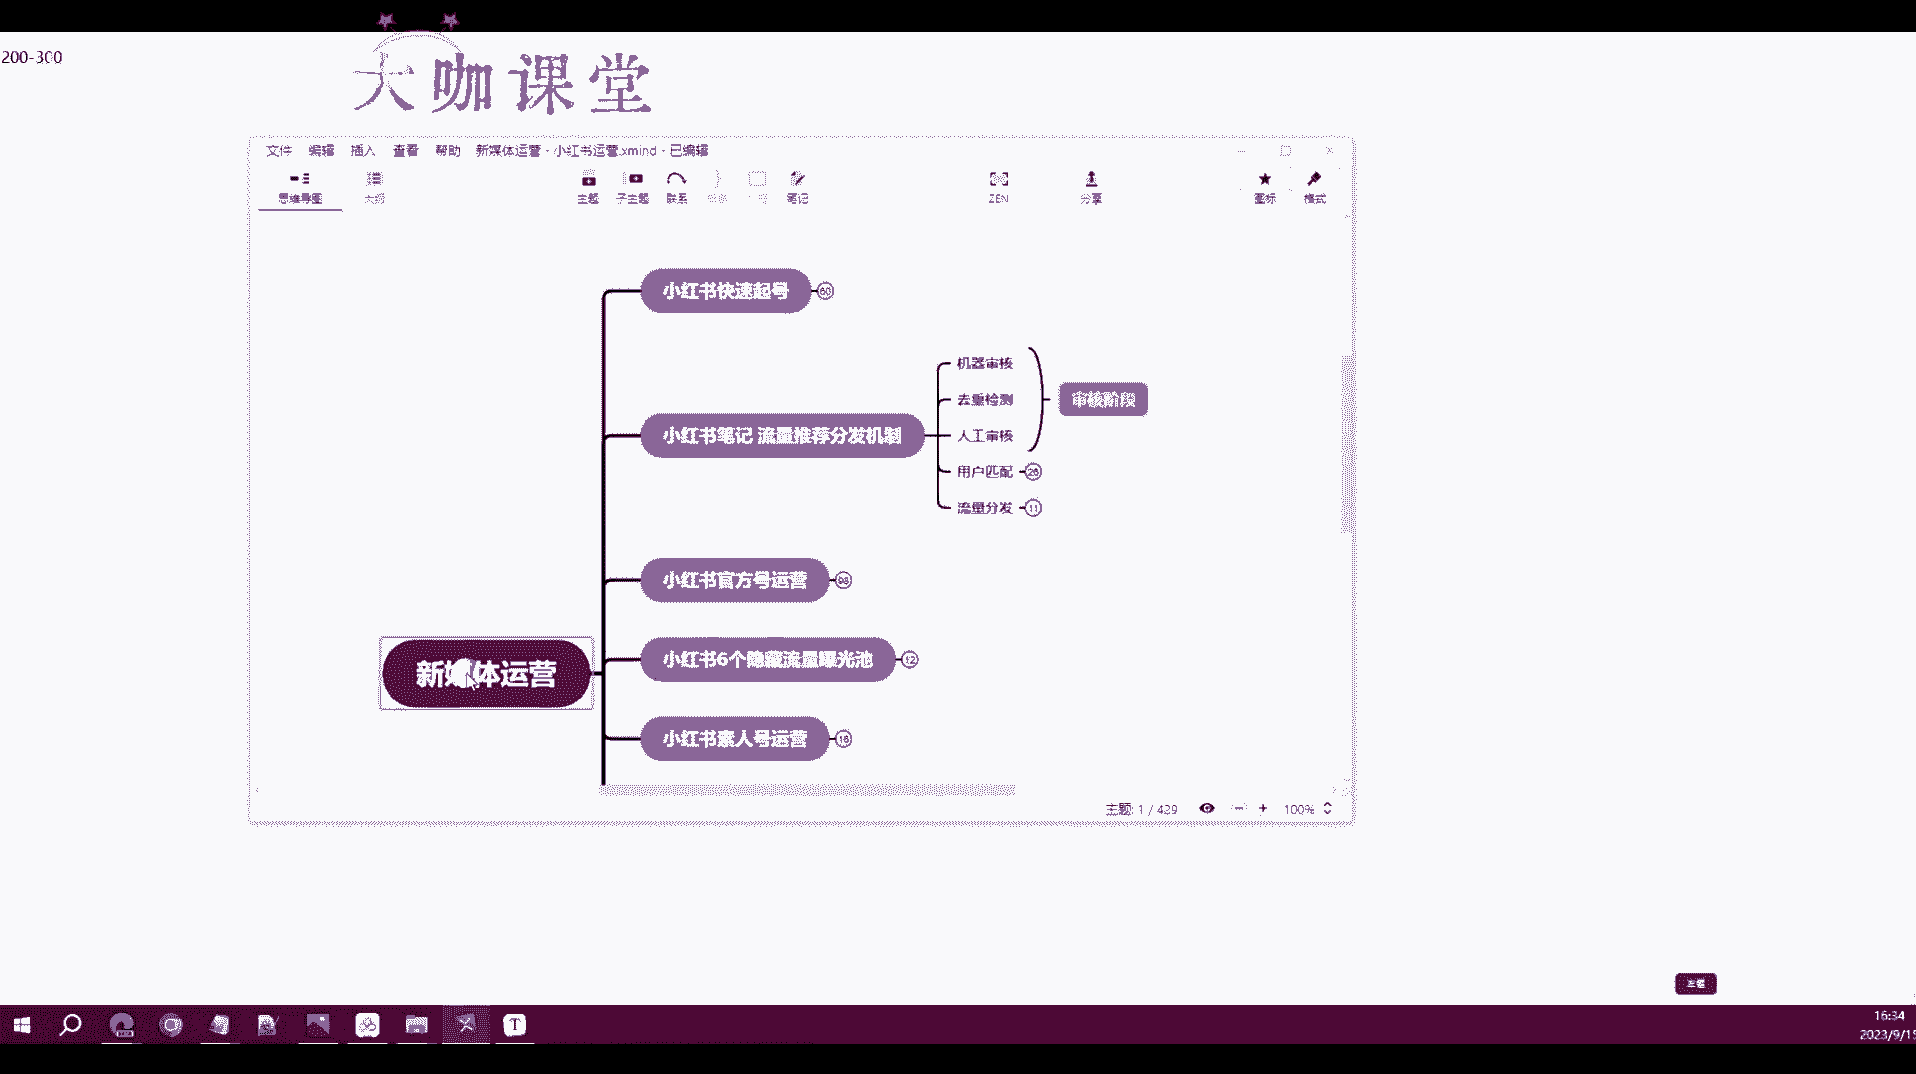 200-300
大咖课堂
文件 编辑 插入 查看 帮助 新媒体运营 - 小红书运营.xmind - 已编辑
思维导图 大纲 主题 子主题 联系 笔记 ZEN 分享 图标 格式
小红书快速起号
机器审核
去重检测
人工审核
审核阶段
小红书笔记 流量推荐分发机制
用户匹配
流量分发 11
小红书官方号运营
小红书6个隐藏流量曝光池 12
新媒体运营
小红书素人号运营 16
主题: 1 / 429 100%
主题
T
16:34
2023/9/15